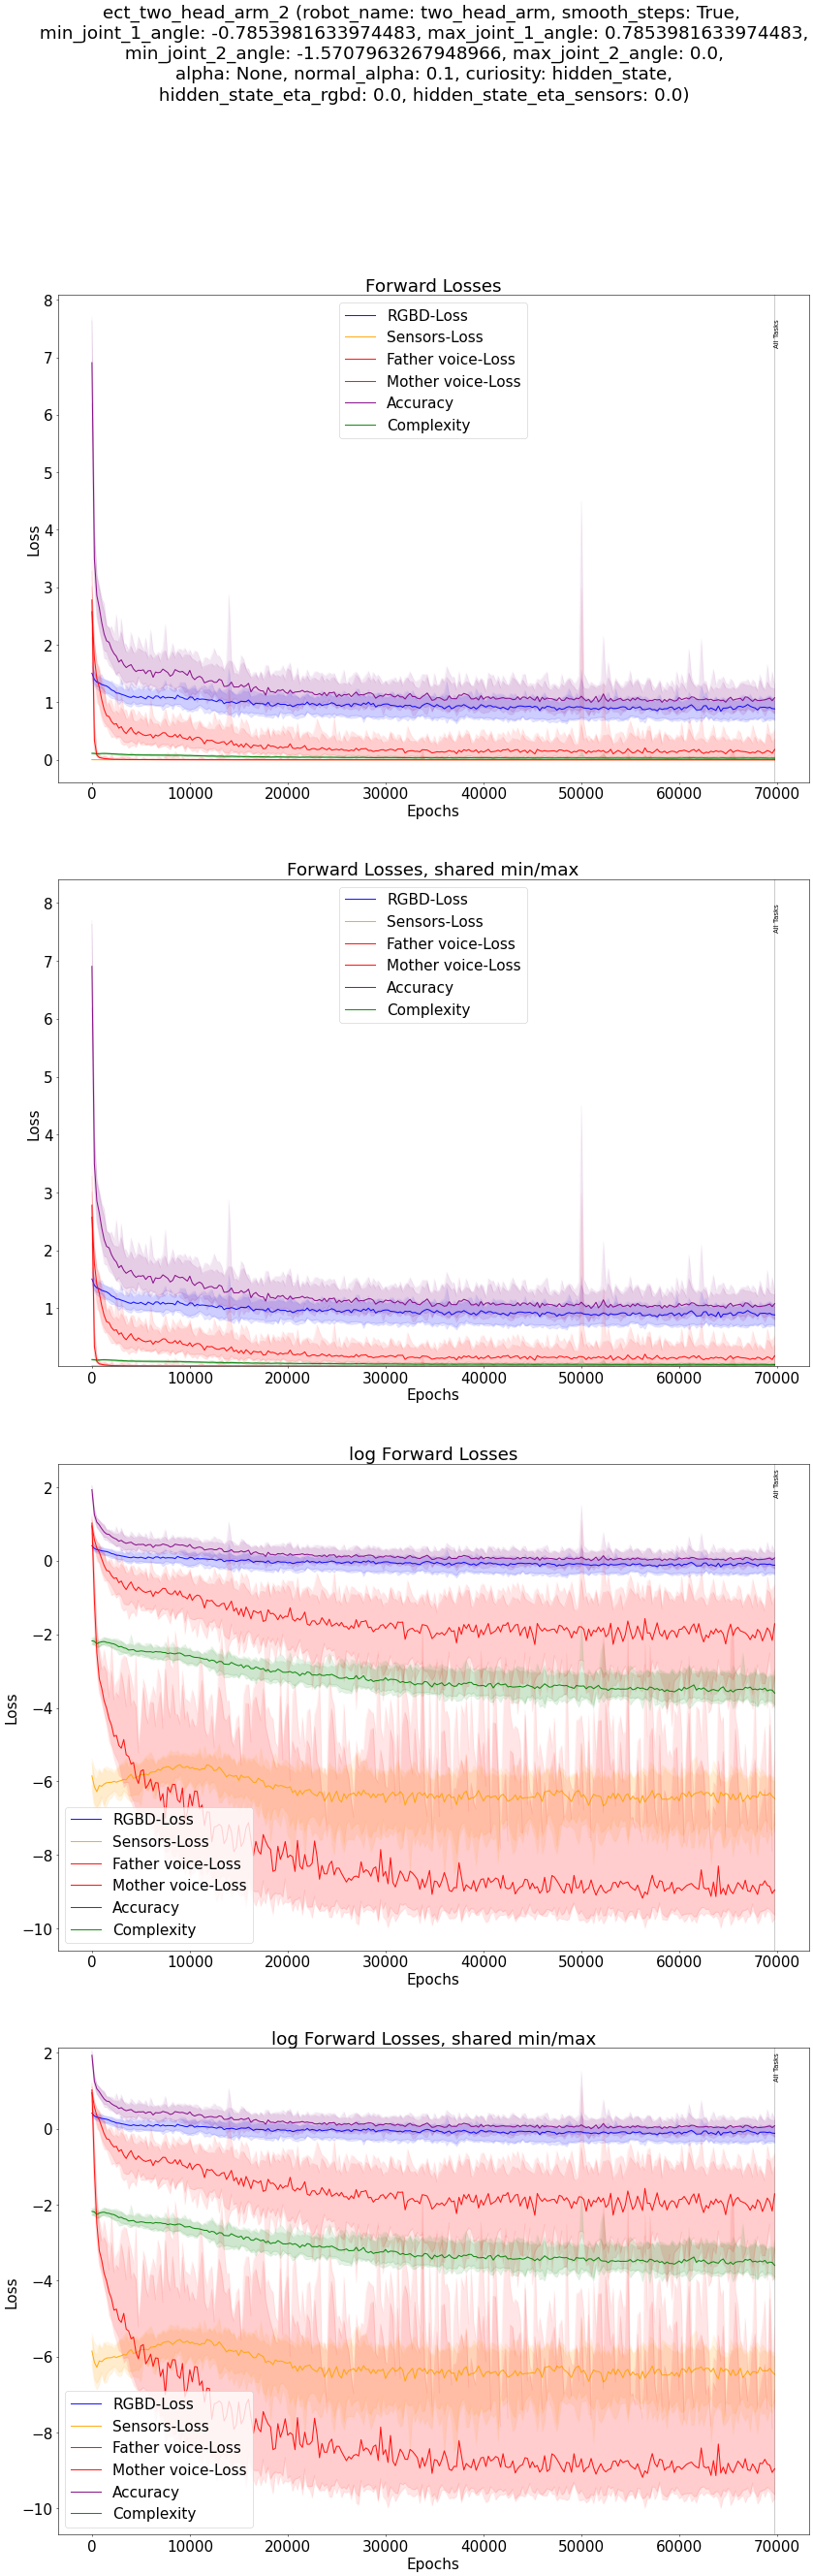 ect_two_head_arm_2 (robot_name: two_head_arm, smooth_steps: True,
min_joint_1_angle: -0.7853981633974483, max_joint_1_angle: 0.7853981633974483,
min_joint_2_angle: -1.5707963267948966, max_joint_2_angle: 0.0,
alpha: None, normal_alpha: 0.1, curiosity: hidden_state,
hidden_state_eta_rgbd: 0.0, hidden_state_eta_sensors: 0.0)
Forward Losses
8
7
6
5
4
3
2
1
0
Loss
RGBD-Loss
Sensors-Loss
Father voice-Loss
Mother voice-Loss
Accuracy
Complexity
All Tasks
0 10000 20000 30000 40000 50000 60000 70000
Epochs
Forward Losses, shared min/max
8
7
6
5
4
3
2
1
Loss
RGBD-Loss
Sensors-Loss
Father voice-Loss
Mother voice-Loss
Accuracy
Complexity
All Tasks
0 10000 20000 30000 40000 50000 60000 70000
Epochs
log Forward Losses
2
0
−2
−4
−6
−8
−10
Loss
All Tasks
RGBD-Loss
Sensors-Loss
Father voice-Loss
Mother voice-Loss
Accuracy
Complexity
0 10000 20000 30000 40000 50000 60000 70000
Epochs
log Forward Losses, shared min/max
2
0
−2
−4
−6
−8
−10
Loss
All Tasks
RGBD-Loss
Sensors-Loss
Father voice-Loss
Mother voice-Loss
Accuracy
Complexity
0 10000 20000 30000 40000 50000 60000 70000
Epochs